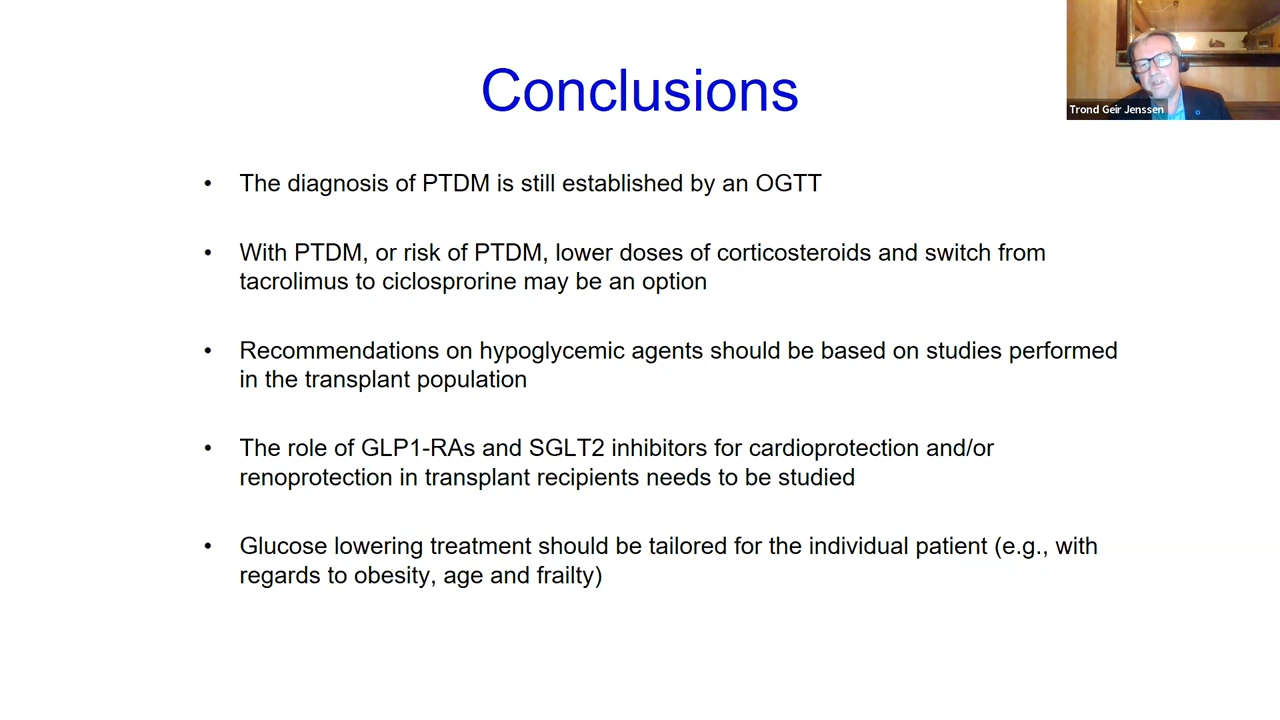 Conclusions
Trond Geir Jenssen
• The diagnosis of PTDM is still established by an OGTT
• With PTDM, or risk of PTDM, lower doses of corticosteroids and switch from
tacrolimus to ciclosprorine may be an option
• Recommendations on hypoglycemic agents should be based on studies performed
in the transplant population
• The role of GLP1-RAs and SGLT2 inhibitors for cardioprotection and/or
renoprotection in transplant recipients needs to be studied
• Glucose lowering treatment should be tailored for the individual patient (e.g., with
regards to obesity, age and frailty)